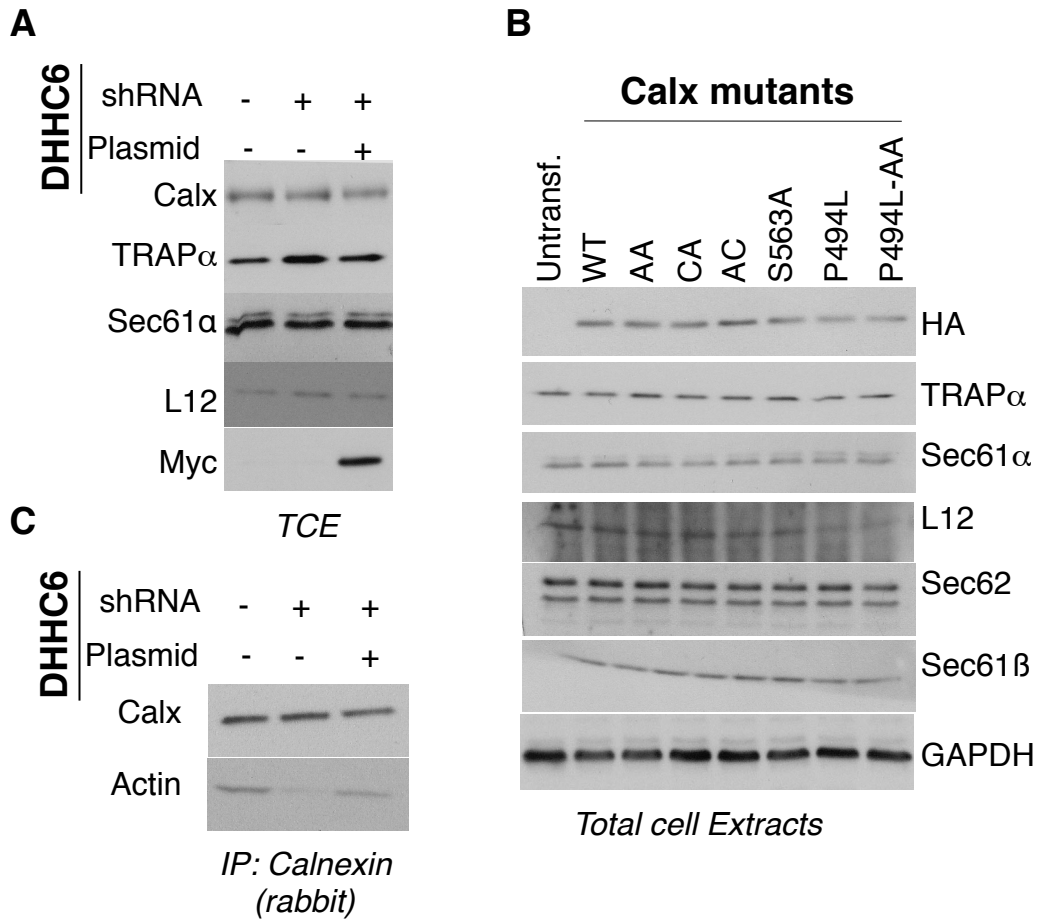 A
DHHC6
shRNA - + +
Plasmid - - +
Calx
TRAPα
Sec61α
L12
Myc
TCE
B
Calx mutants
Untransf. WT AA CA AC S563A P494L P494L-AA
HA
TRAPα
Sec61α
L12
Sec62
Sec61ß
GAPDH
Total cell Extracts
C
DHHC6
shRNA - + +
Plasmid - - +
Calx
Actin
IP: Calnexin
(rabbit)